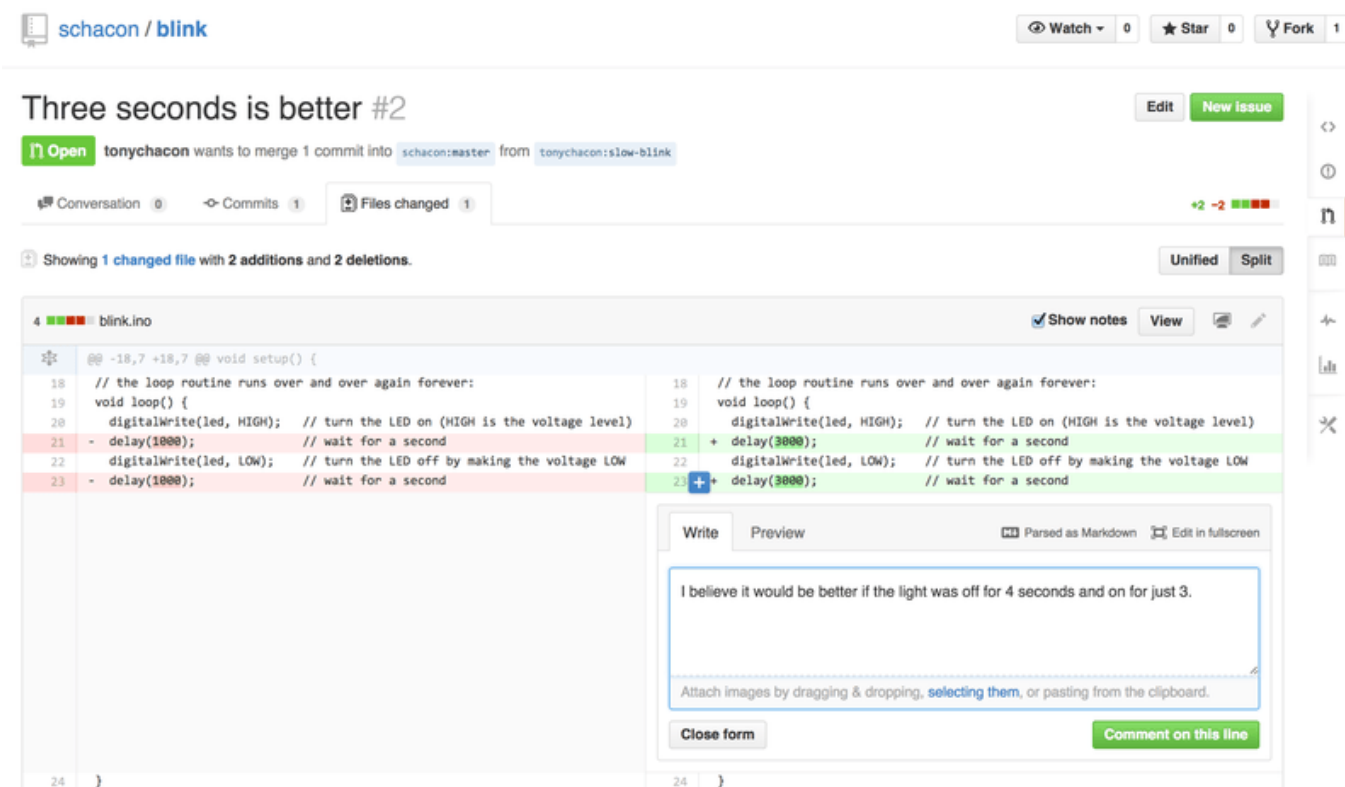 schacon / blink
Watch 0 Star 0 Fork 1
Three seconds is better #2
Edit New issue
Open tonychacon wants to merge 1 commit into schacon:master from tonychacon:slow-blink
Conversation 0 Commits 1 Files changed 1
+2 −2
Showing 1 changed file with 2 additions and 2 deletions.
Unified Split
4 blink.ino
Show notes View
@@ -18,7 +18,7 @@ void setup() {
18 // the loop routine runs over and over again forever:
19 void loop() {
20 digitalWrite(led, HIGH); // turn the LED on (HIGH is the voltage level)
21 - delay(1000); // wait for a second
22 digitalWrite(led, LOW); // turn the LED off by making the voltage LOW
23 - delay(1000); // wait for a second
18 // the loop routine runs over and over again forever:
19 void loop() {
20 digitalWrite(led, HIGH); // turn the LED on (HIGH is the voltage level)
21 + delay(3000); // wait for a second
22 digitalWrite(led, LOW); // turn the LED off by making the voltage LOW
23 + delay(3000); // wait for a second
Write Preview
Parsed as Markdown Edit in fullscreen
I believe it would be better if the light was off for 4 seconds and on for just 3.
Attach images by dragging & dropping, selecting them, or pasting from the clipboard.
Close form Comment on this line
24 }
24 }